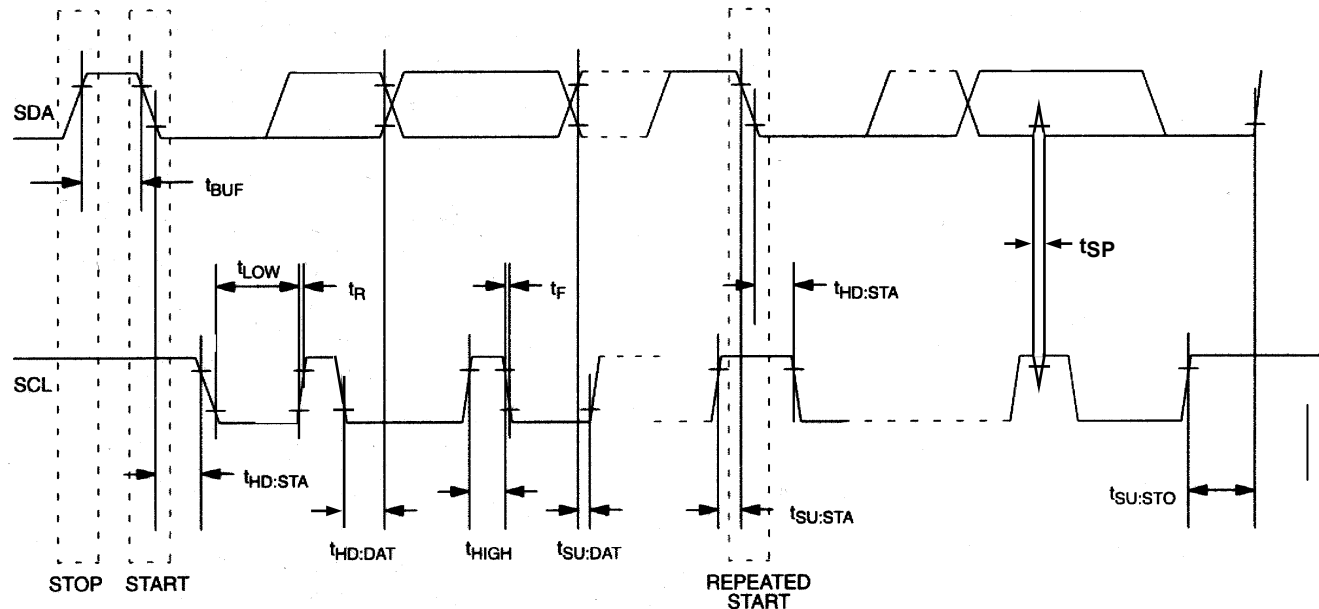 SDA
tBUF
tLOW
tR
tF
tHD:STA
tSP
SCL
tHD:STA
tHD:DAT
tHIGH
tSU:DAT
tSU:STA
tSU:STO
STOP
START
REPEATED
START